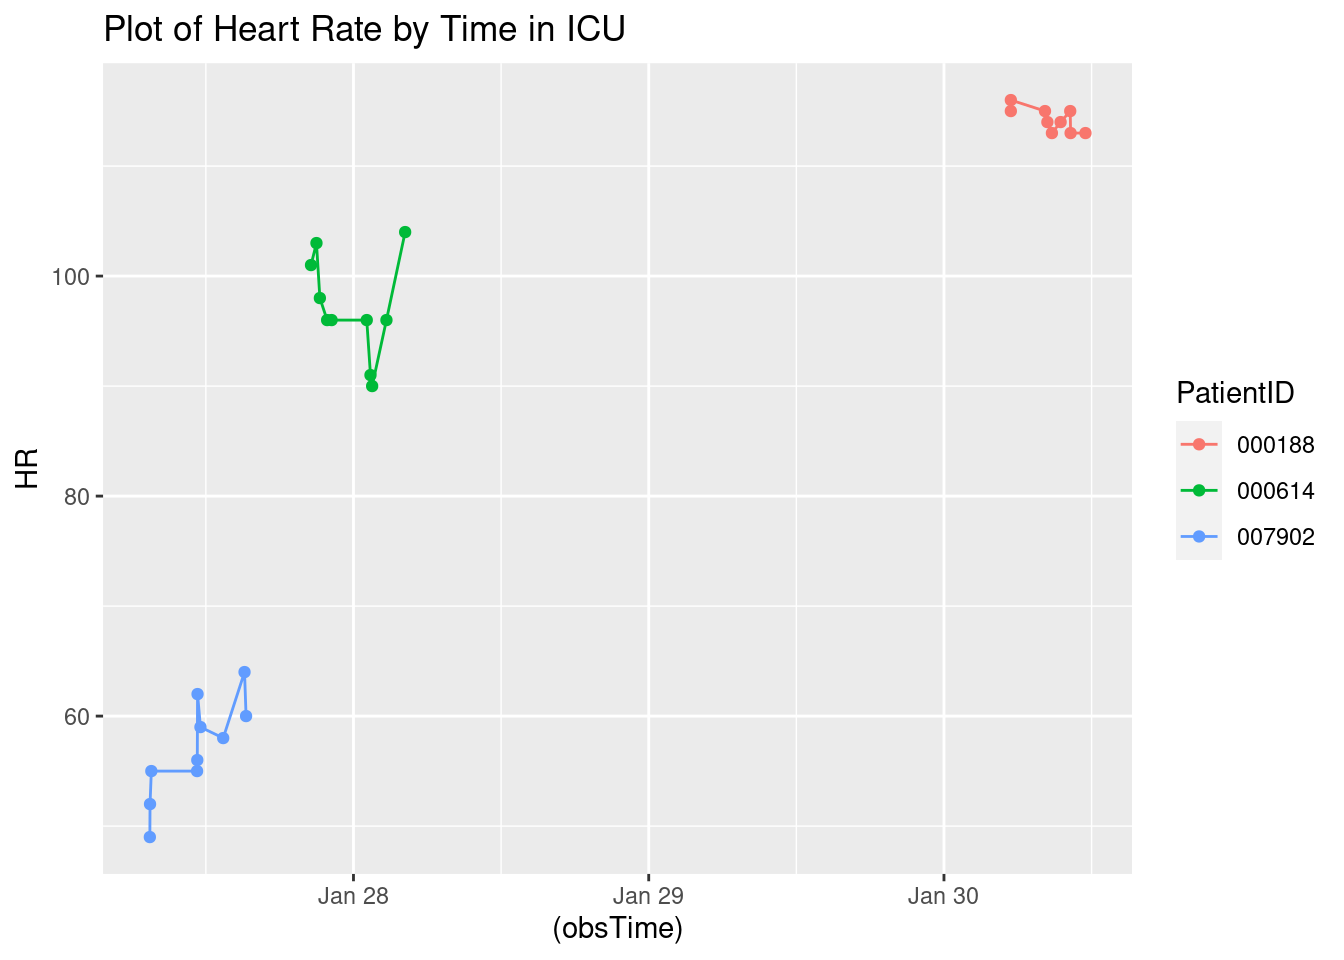 Plot of Heart Rate by Time in ICU
HR
100
80
60
Jan 28
Jan 29
Jan 30
(obsTime)
PatientID
000188
000614
007902